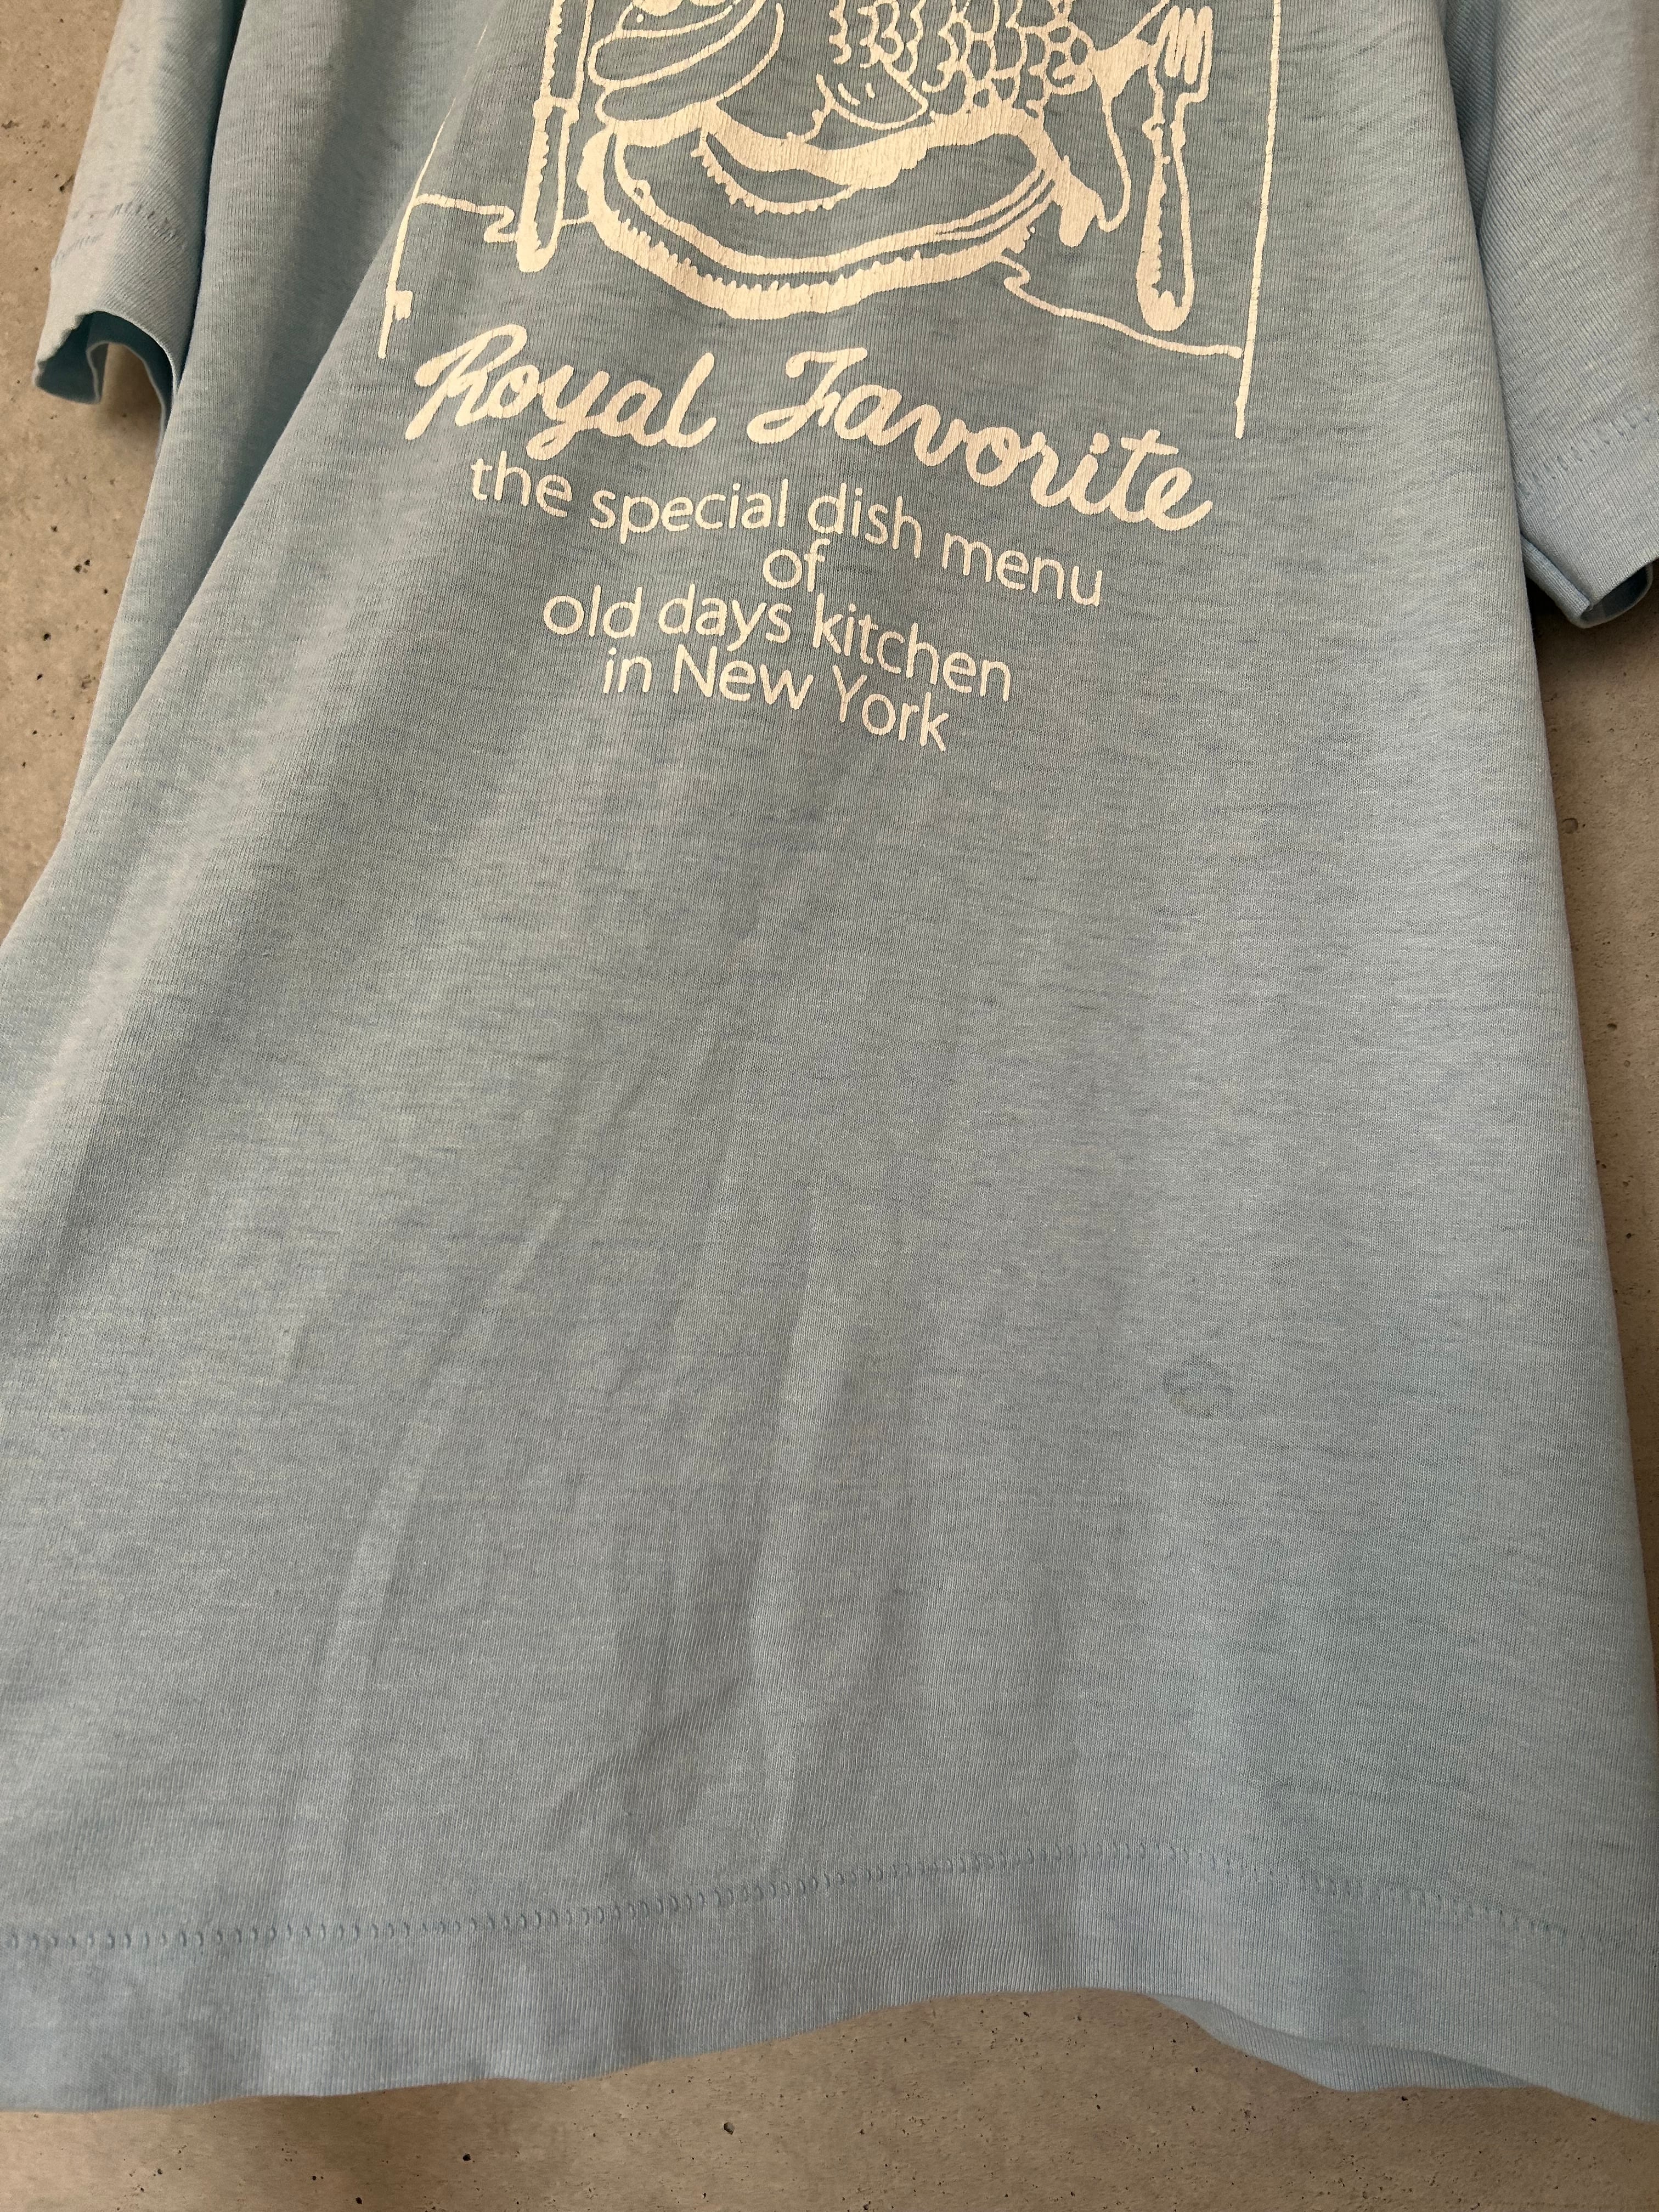 Royal Favorite
the special dish menu
of
old days kitchen
in New York